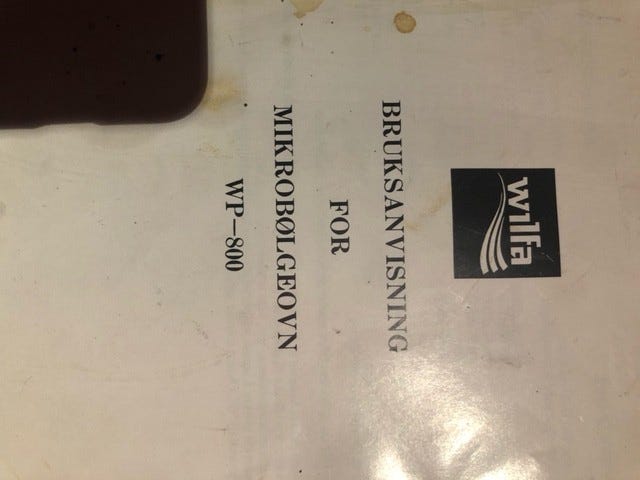 wilfa
BRUKSANVISNING
FOR
MIKROBØLGEOVN
WP-800